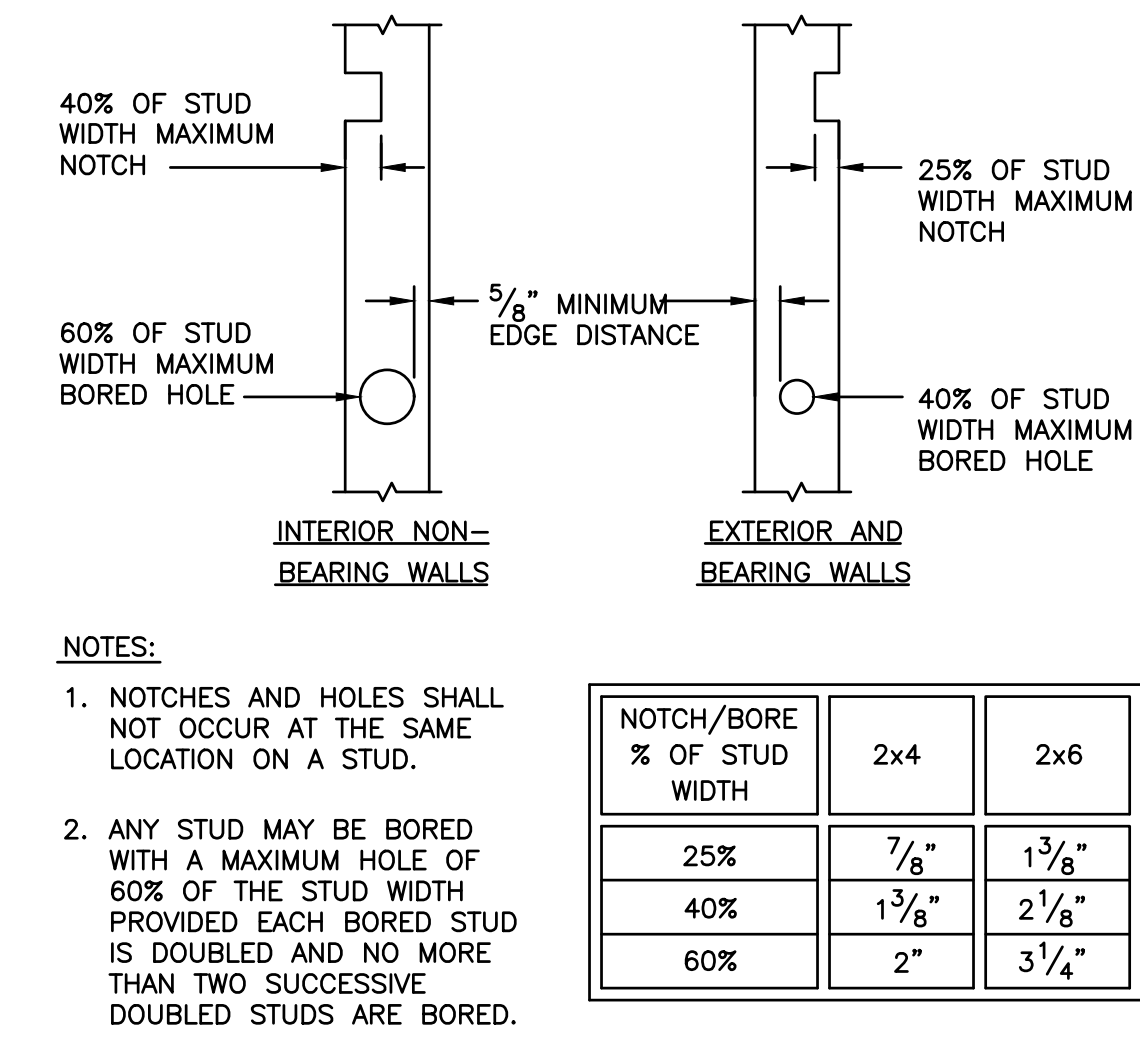 40% OF STUD
WIDTH MAXIMUM
NOTCH
25% OF STUD
WIDTH MAXIMUM
NOTCH
5/8" MINIMUM
EDGE DISTANCE
60% OF STUD
WIDTH MAXIMUM
BORED HOLE
40% OF STUD
WIDTH MAXIMUM
BORED HOLE
INTERIOR NON-
BEARING WALLS
EXTERIOR AND
BEARING WALLS
NOTES:
1. NOTCHES AND HOLES SHALL
NOT OCCUR AT THE SAME
LOCATION ON A STUD.
2. ANY STUD MAY BE BORED
WITH A MAXIMUM HOLE OF
60% OF THE STUD WIDTH
PROVIDED EACH BORED STUD
IS DOUBLED AND NO MORE
THAN TWO SUCCESSIVE
DOUBLED STUDS ARE BORED.
NOTCH/BORE
% OF STUD
WIDTH
2x4
2x6
25% 7/8" 1 3/8"
40% 1 3/8" 2 1/8"
60% 2" 3 1/4"